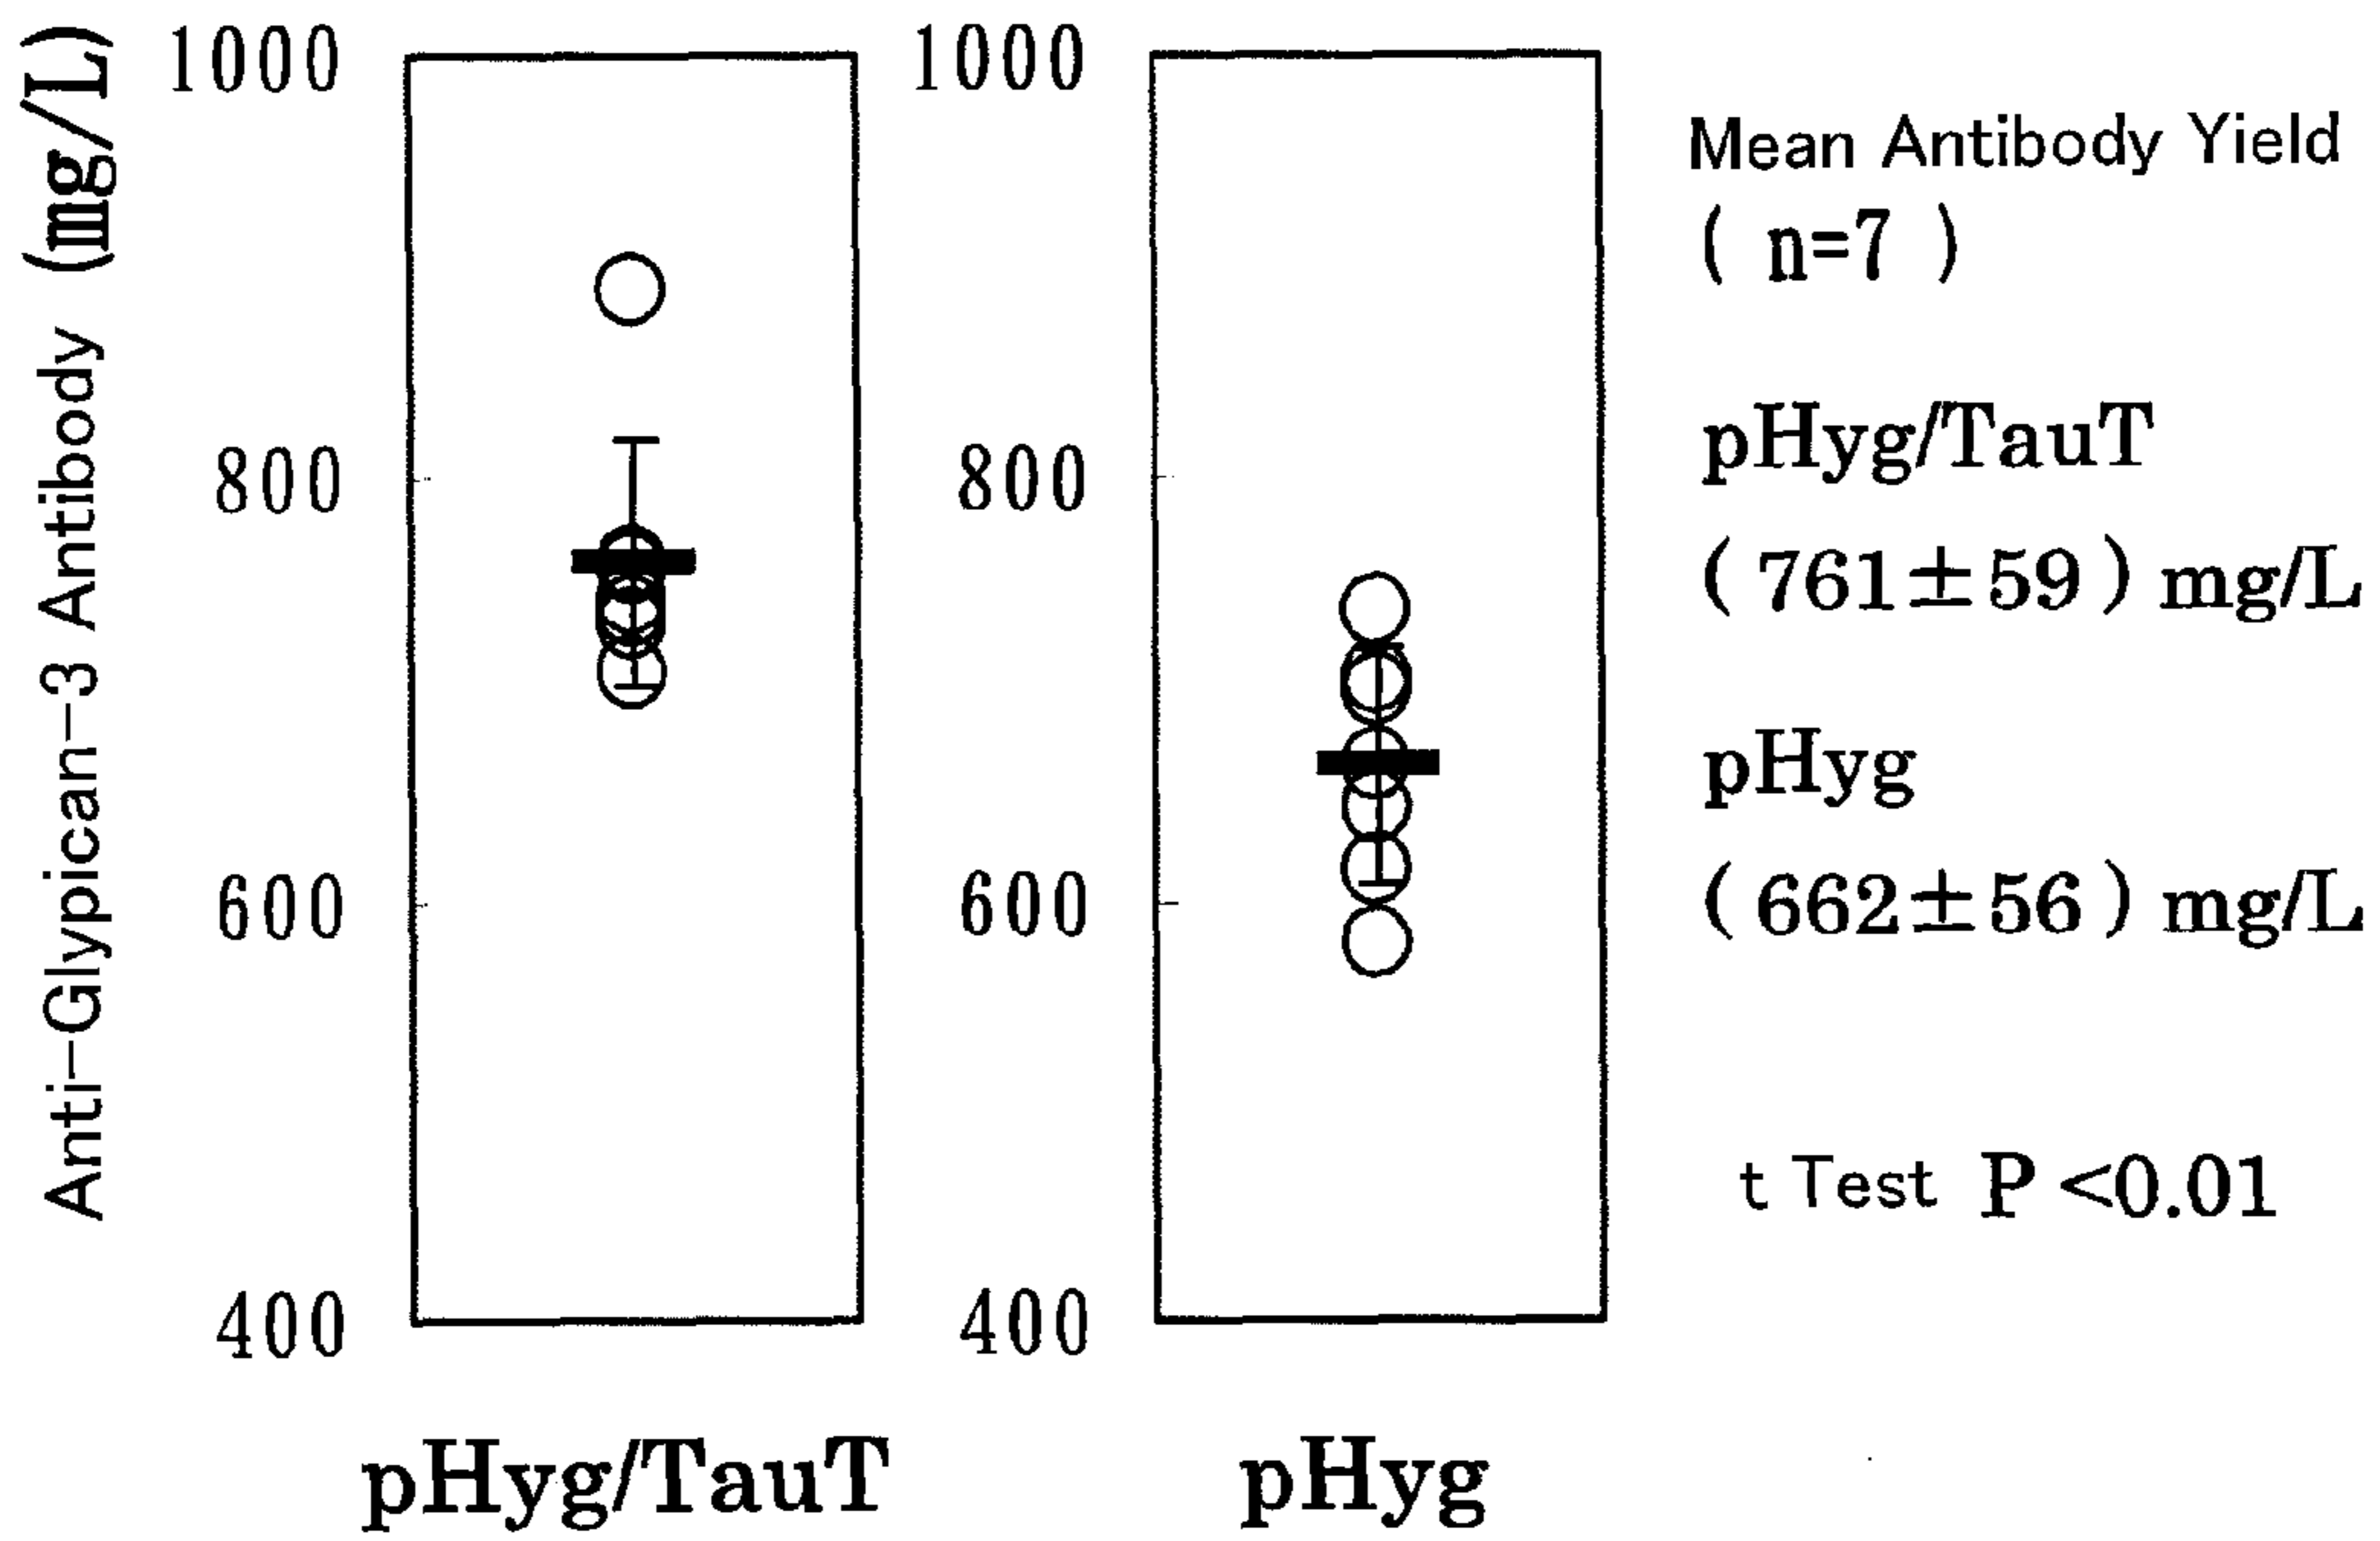 Anti-Glypican-3 Antibody (mg/L)
1000
800
600
400
pHyg/TauT
1000
800
600
400
pHyg
Mean Antibody Yield
( n=7 )
pHyg/TauT
(761±59) mg/L
pHyg
(662±56) mg/L
t Test P <0.01